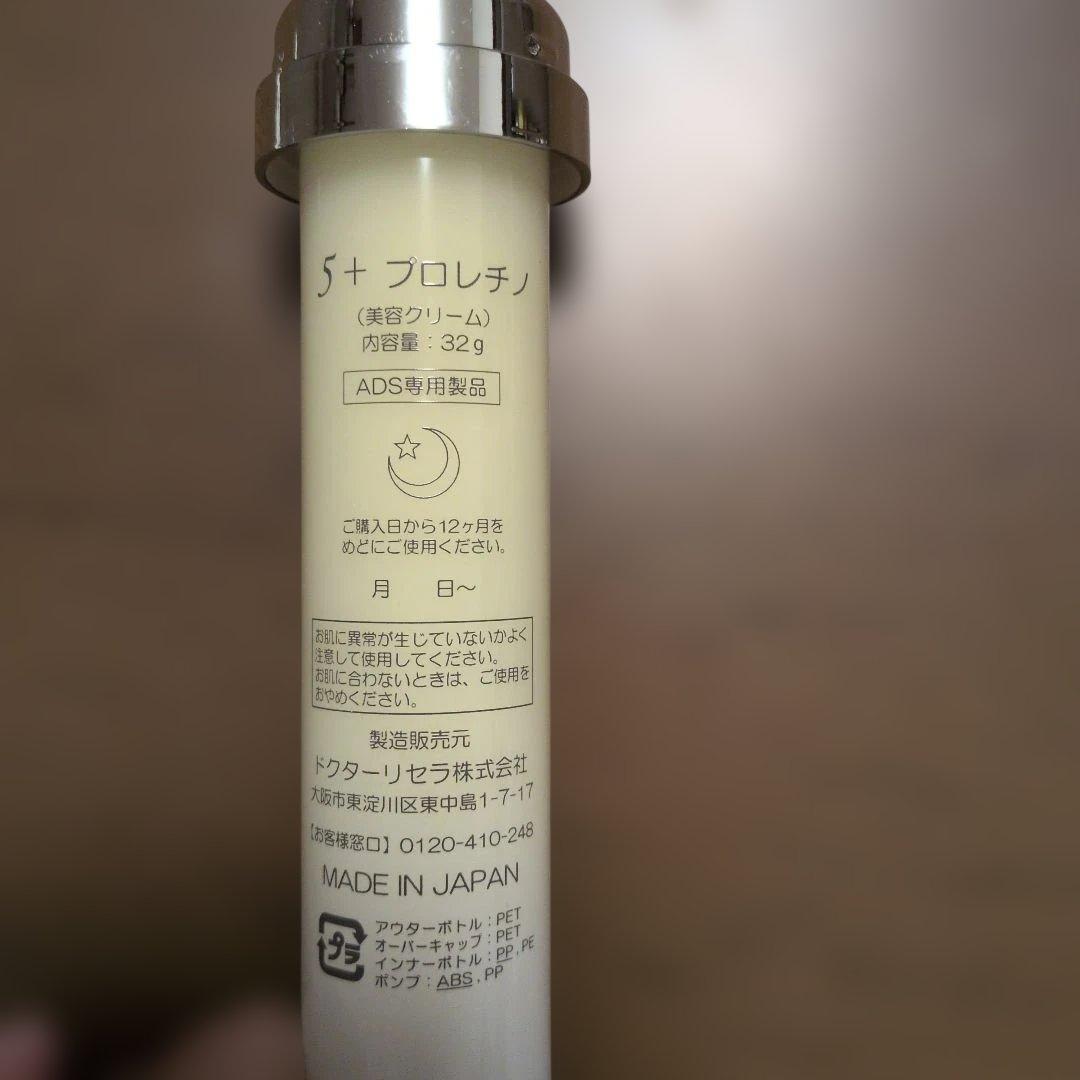 5+ プロレチノ
（美容クリーム）
内容量：32g
ADS専用製品
ご購入日から12ヶ月を
めどにご使用ください。
月 日～
お肌に異常が生じていないかよく
注意して使用してください。
お肌に合わないときは、ご使用を
おやめください。
製造販売元
ドクターリセラ株式会社
大阪市東淀川区東中島1-7-17
【お客様窓口】0120-410-248
MADE IN JAPAN
プラ
アウターボトル：PET
オーバーキャップ：PET
インナーボトル：PP,PE
ポンプ：ABS,PP